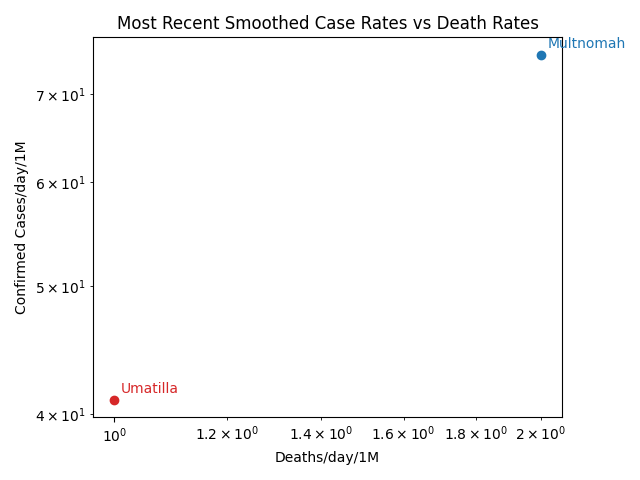 Most Recent Smoothed Case Rates vs Death Rates
Multnomah
7 × 10¹
6 × 10¹
5 × 10¹
4 × 10¹
Confirmed Cases/day/1M
Umatilla
10⁰
1.2 × 10⁰
1.4 × 10⁰
1.6 × 10⁰
1.8 × 10⁰
2 × 10⁰
Deaths/day/1M